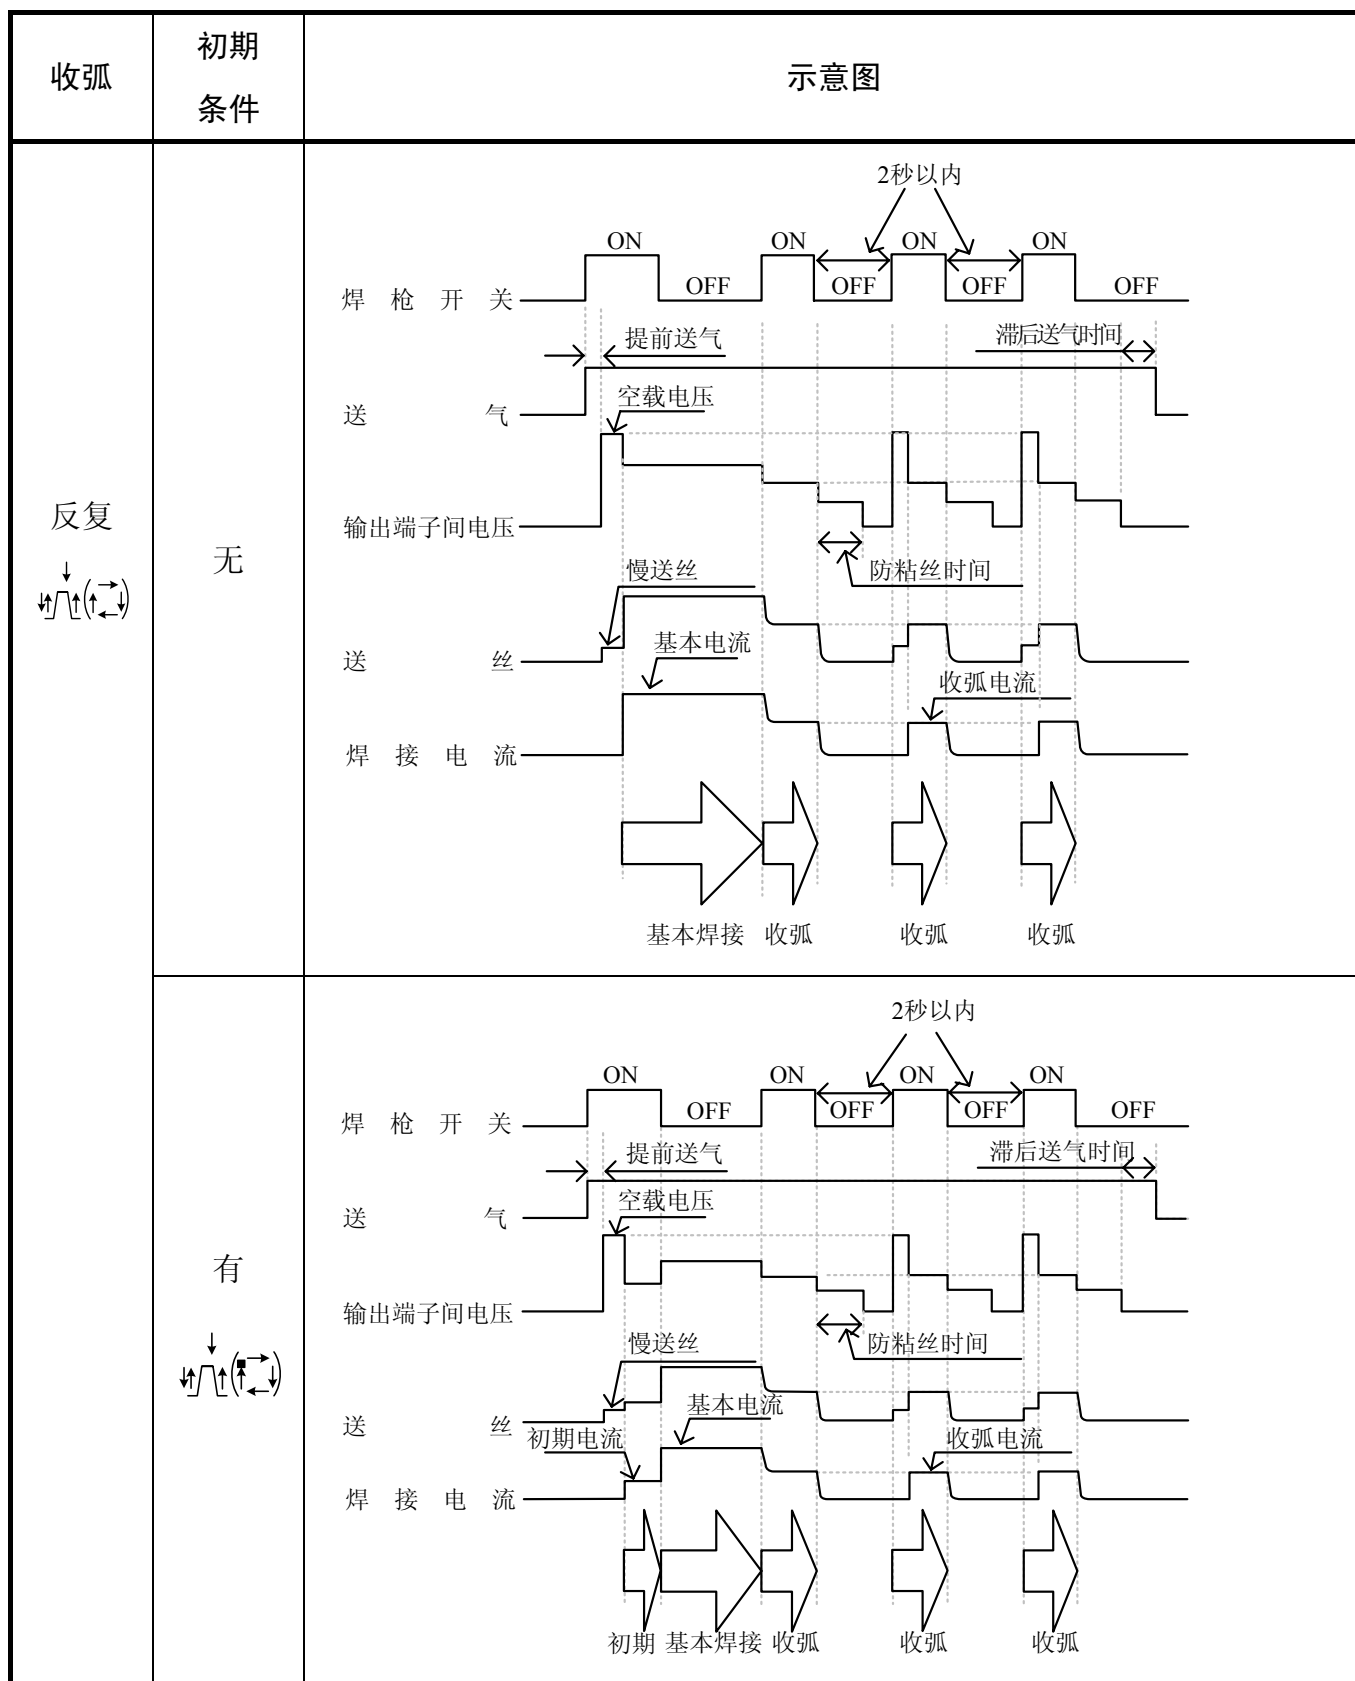 收弧
初期
条件
示意图
反复
无
2秒以内
ON
ON
ON
ON
焊枪开关
OFF
OFF
OFF
OFF
提前送气
滞后送气时间
送气
空载电压
输出端子间电压
防粘丝时间
慢送丝
送丝
基本电流
收弧电流
焊接电流
基本焊接
收弧
收弧
收弧
有
2秒以内
ON
ON
ON
ON
焊枪开关
OFF
OFF
OFF
OFF
提前送气
滞后送气时间
送气
空载电压
输出端子间电压
防粘丝时间
慢送丝
送丝
基本电流
初期电流
收弧电流
焊接电流
初期
基本焊接
收弧
收弧
收弧